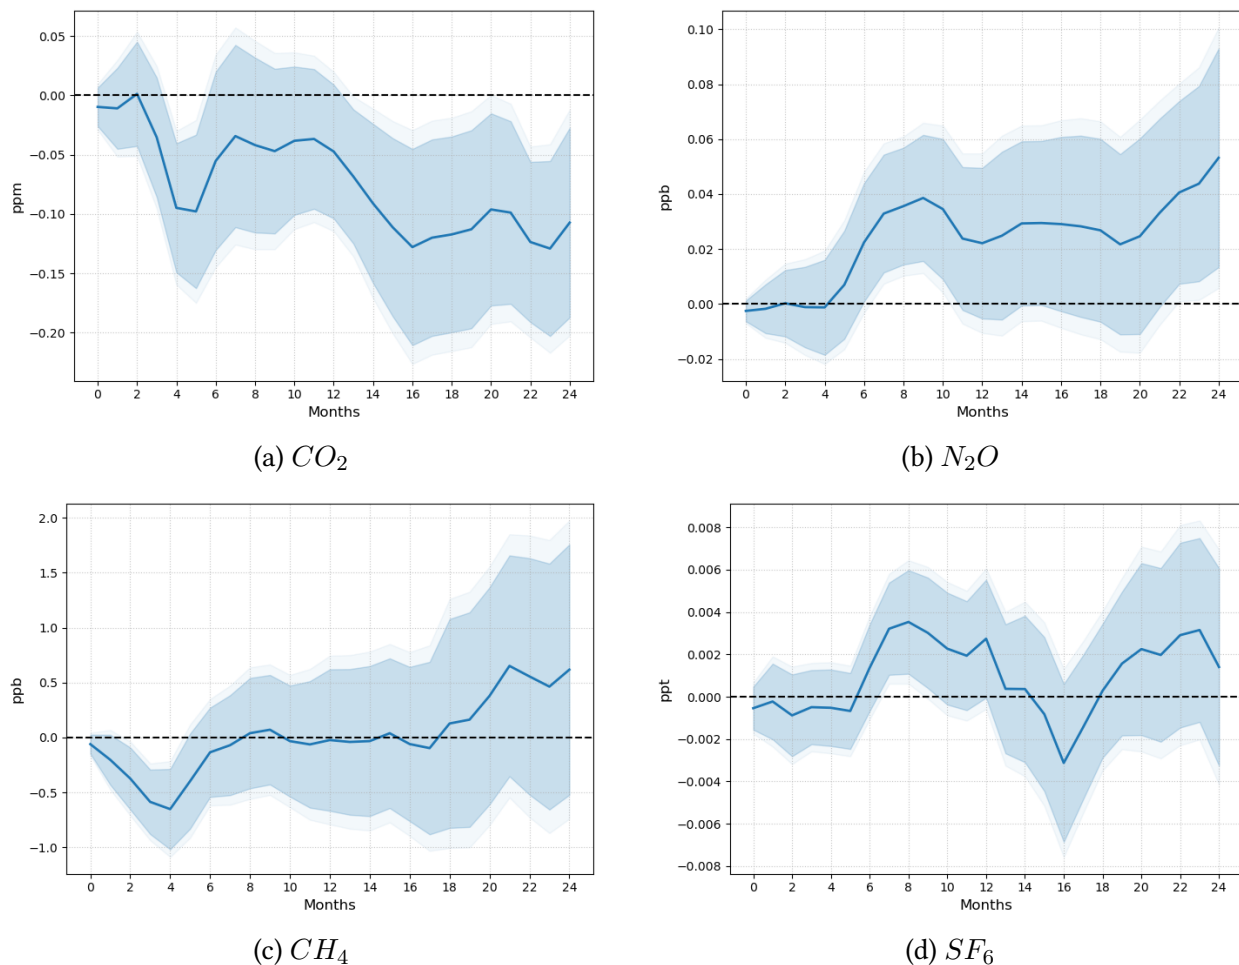 0.05
0.00
−0.05
−0.10
−0.15
−0.20
ppm
0 2 4 6 8 10 12 14 16 18 20 22 24
Months
(a) CO₂
0.10
0.08
0.06
0.04
0.02
0.00
−0.02
ppb
0 2 4 6 8 10 12 14 16 18 20 22 24
Months
(b) N₂O
2.0
1.5
1.0
0.5
0.0
−0.5
−1.0
ppb
0 2 4 6 8 10 12 14 16 18 20 22 24
Months
(c) CH₄
0.008
0.006
0.004
0.002
0.000
−0.002
−0.004
−0.006
−0.008
ppt
0 2 4 6 8 10 12 14 16 18 20 22 24
Months
(d) SF₆